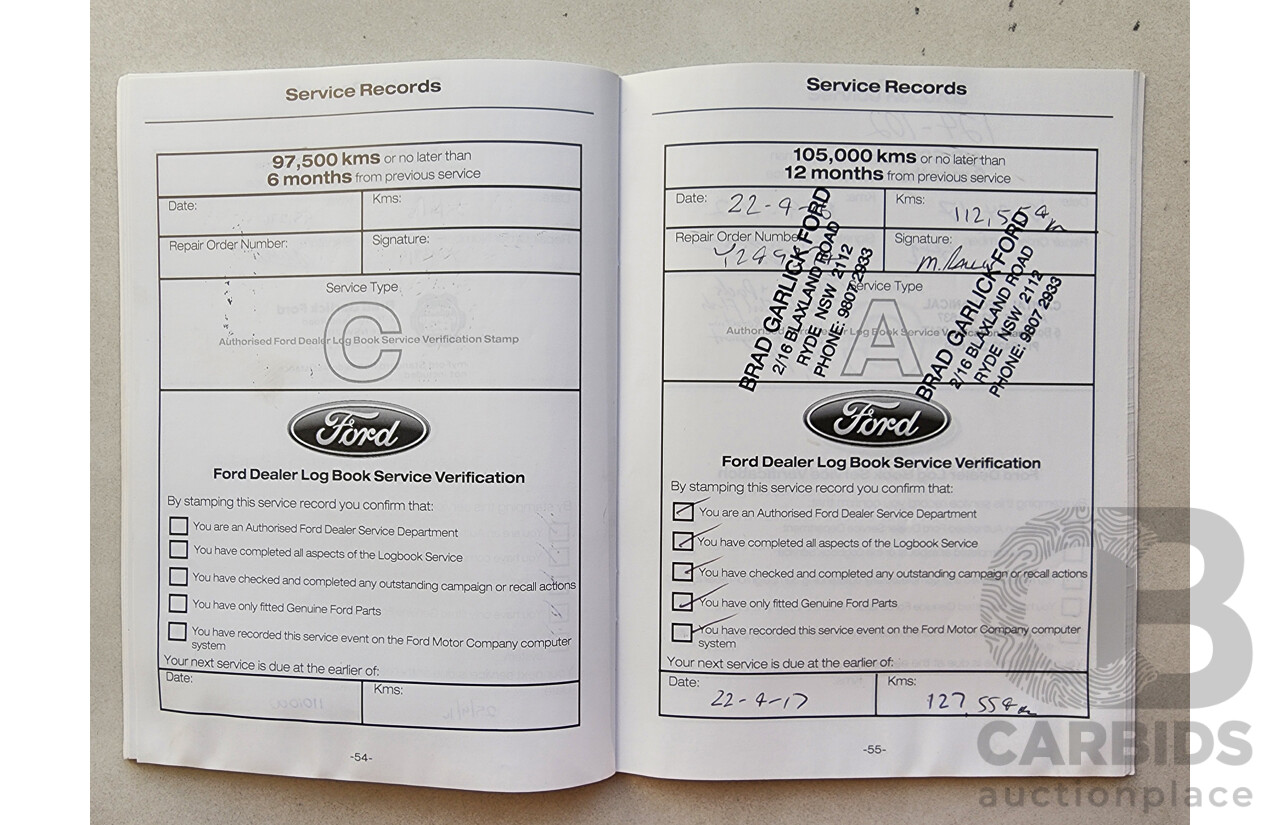 Service Records
97,500 kms or no later than
6 months from previous service
Date:
Kms:
Repair Order Number:
Signature:
Service Type
C
Authorised Ford Dealer Log Book Service Verification Stamp
Ford
Ford Dealer Log Book Service Verification
By stamping this service record you confirm that:
You are an Authorised Ford Dealer Service Department
You have completed all aspects of the Logbook Service
You have checked and completed any outstanding campaign or recall actions
You have only fitted Genuine Ford Parts
You have recorded this service event on the Ford Motor Company computer
system
Your next service is due at the earlier of:
Date:
Kms:
-54-
Service Records
105,000 kms or no later than
12 months from previous service
Date: 22-4-
Kms: 112,554
Repair Order Number
Signature:
Service Type
A
BRAD GARLICK FORD
2/16 BLAXLAND ROAD
RYDE NSW 2112
PHONE: 9807 2933
BRAD GARLICK FORD
2/16 BLAXLAND ROAD
RYDE NSW 2112
PHONE: 9807 2933
Ford
Ford Dealer Log Book Service Verification
By stamping this service record you confirm that:
You are an Authorised Ford Dealer Service Department
You have completed all aspects of the Logbook Service
You have checked and completed any outstanding campaign or recall actions
You have only fitted Genuine Ford Parts
You have recorded this service event on the Ford Motor Company computer
system
Your next service is due at the earlier of:
Date: 22-4-17
Kms: 127,554
-55-
CARBIDS
auctionplace